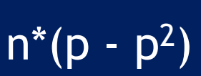 n*(p - p²)